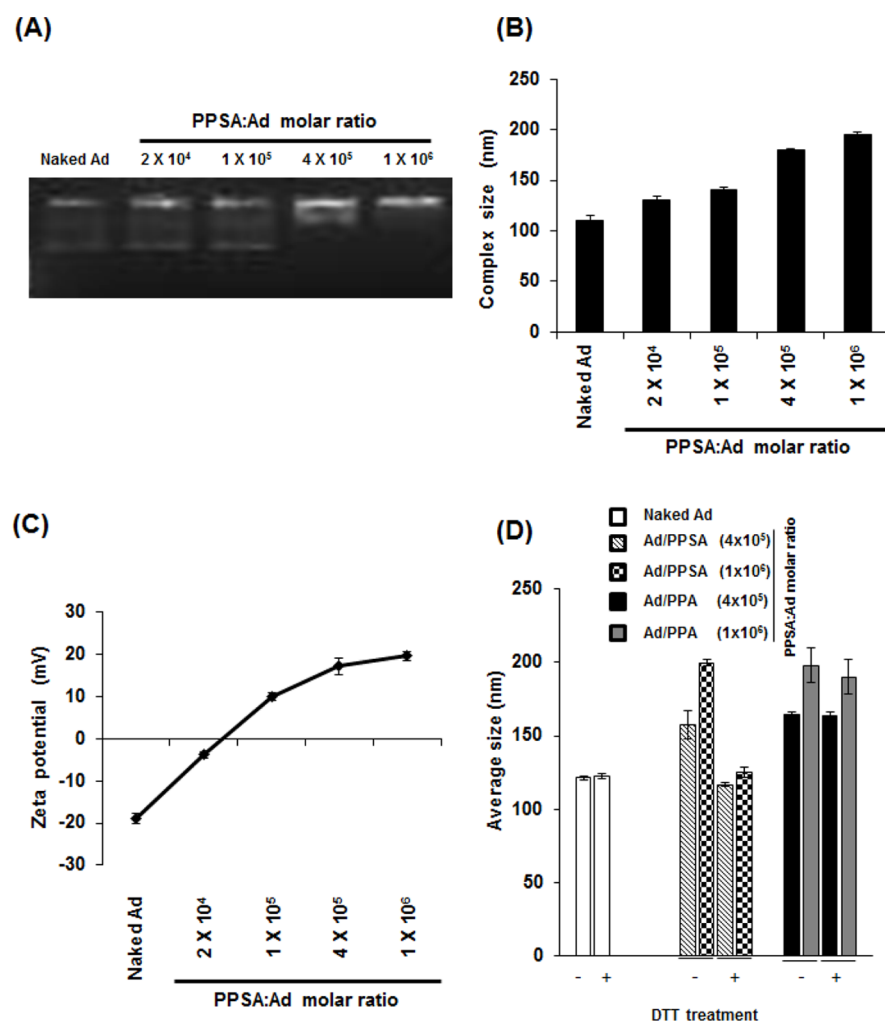 (A)
PPSA:Ad molar ratio
Naked Ad 2 X 10⁴ 1 X 10⁵ 4 X 10⁵ 1 X 10⁶
(B)
Complex size (nm)
250
200
150
100
50
0
Naked Ad
2 X 10⁴
1 X 10⁵
4 X 10⁵
1 X 10⁶
PPSA:Ad molar ratio
(C)
Zeta potential (mV)
30
20
10
0
-10
-20
-30
Naked Ad
2 X 10⁴
1 X 10⁵
4 X 10⁵
1 X 10⁶
PPSA:Ad molar ratio
(D)
Naked Ad
Ad/PPSA (4x10⁵)
Ad/PPSA (1x10⁶)
Ad/PPA (4x10⁵)
Ad/PPA (1x10⁶)
PPSA:Ad molar ratio
Average size (nm)
250
200
150
100
50
0
- + - + - +
DTT treatment